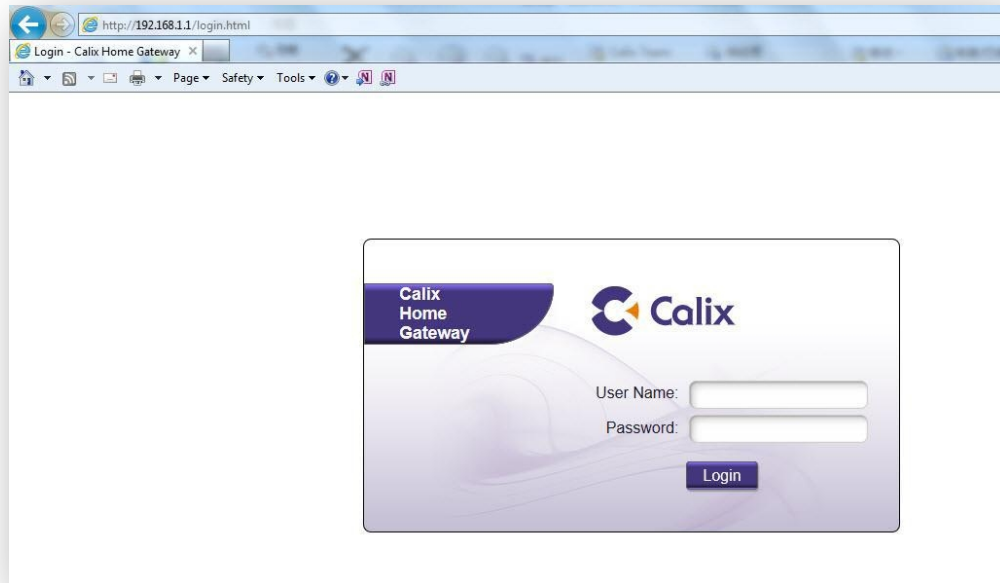 http://192.168.1.1/login.html
Login - Calix Home Gateway
Page Safety Tools
Calix
Home
Gateway
Calix
User Name:
Password:
Login